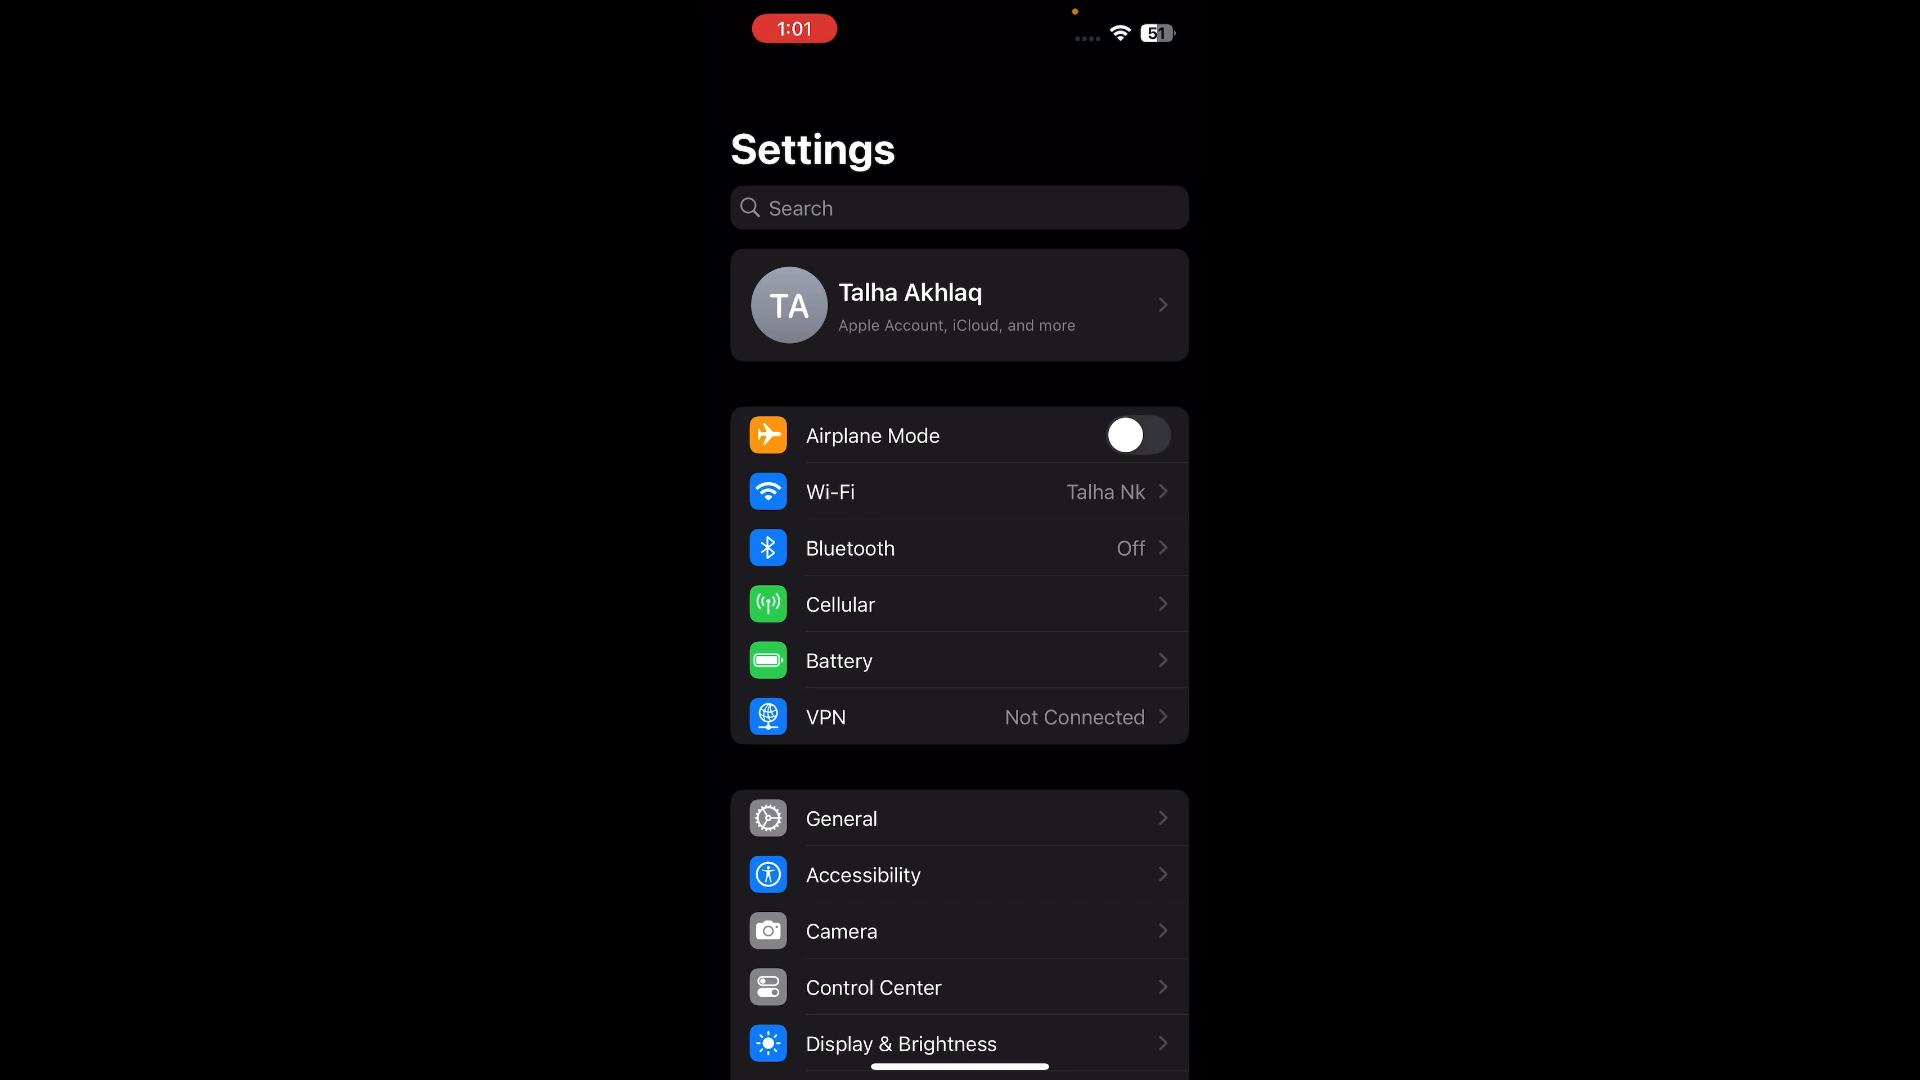 1:01
51
Settings
Search
TA
Talha Akhlaq
Apple Account, iCloud, and more
Airplane Mode
Wi-Fi Talha Nk
Bluetooth Off
Cellular
Battery
VPN Not Connected
General
Accessibility
Camera
Control Center
Display & Brightness